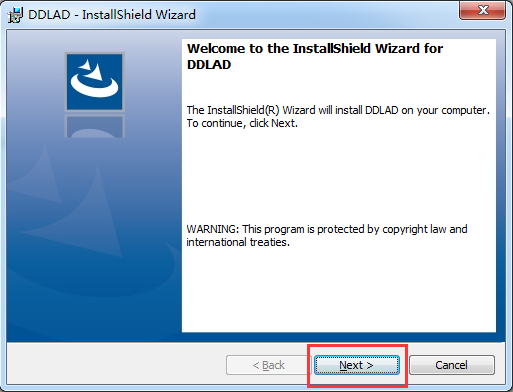 DDLAD - InstallShield Wizard
Welcome to the InstallShield Wizard for
DDLAD
The InstallShield(R) Wizard will install DDLAD on your computer.
To continue, click Next.
WARNING: This program is protected by copyright law and
international treaties.
< Back
Next >
Cancel